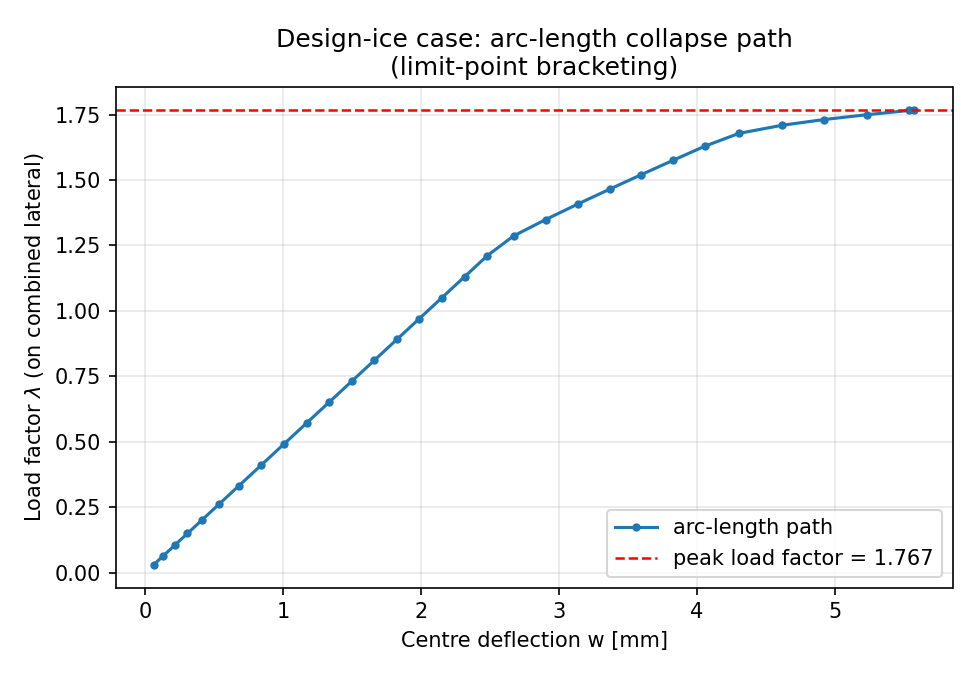 Design-ice case: arc-length collapse path
(limit-point bracketing)
Load factor λ (on combined lateral)
1.75
1.50
1.25
1.00
0.75
0.50
0.25
0.00
arc-length path
peak load factor = 1.767
0 1 2 3 4 5
Centre deflection w [mm]